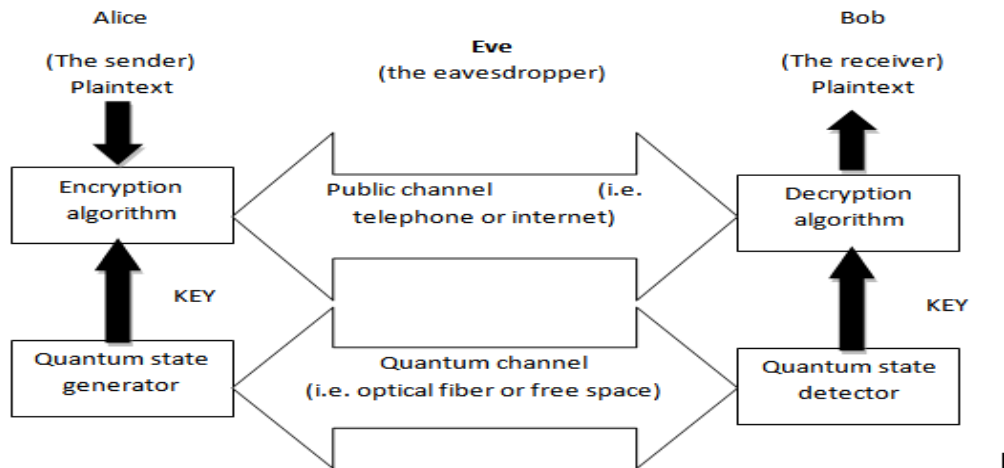 Alice
(The sender)
Plaintext
Eve
(the eavesdropper)
Bob
(The receiver)
Plaintext
Encryption
algorithm
Public channel (i.e.
telephone or internet)
Decryption
algorithm
KEY
KEY
Quantum state
generator
Quantum channel
(i.e. optical fiber or free space)
Quantum state
detector